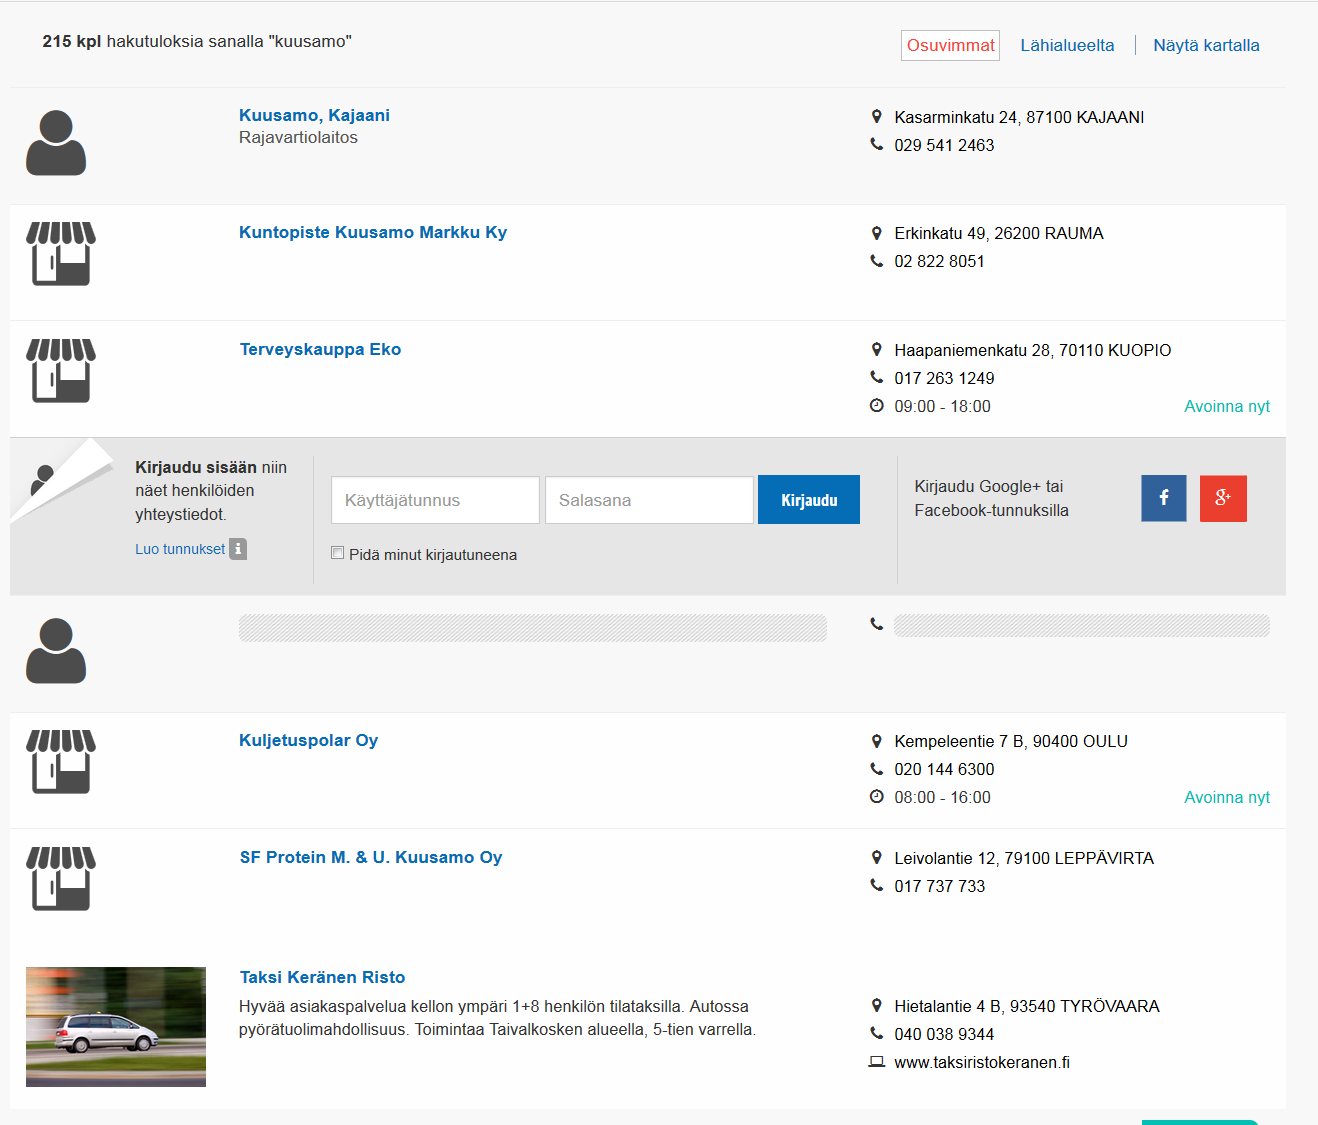 215 kpl hakutuloksia sanalla "kuusamo"
Osuvimmat
Lähialueelta
Näytä kartalla
Kuusamo, Kajaani
Rajavartiolaitos
Kasarminkatu 24, 87100 KAJAANI
029 541 2463
Kuntopiste Kuusamo Markku Ky
Erkinkatu 49, 26200 RAUMA
02 822 8051
Terveyskauppa Eko
Haapaniemenkatu 28, 70110 KUOPIO
017 263 1249
09:00 - 18:00
Avoinna nyt
Kirjaudu sisään niin
näet henkilöiden
yhteystiedot.
Luo tunnukset i
Käyttäjätunnus
Salasana
Kirjaudu
Pidä minut kirjautuneena
Kirjaudu Google+ tai
Facebook-tunnuksilla
f
g+
Kuljetuspolar Oy
Kempeleentie 7 B, 90400 OULU
020 144 6300
08:00 - 16:00
Avoinna nyt
SF Protein M. & U. Kuusamo Oy
Leivolantie 12, 79100 LEPPÄVIRTA
017 737 733
Taksi Keränen Risto
Hyvää asiakaspalvelua kellon ympäri 1+8 henkilön tilataksilla. Autossa
pyörätuolimahdollisuus. Toimintaa Taivalkosken alueella, 5-tien varrella.
Hietalantie 4 B, 93540 TYRÖVAARA
040 038 9344
www.taksiristokeranen.fi